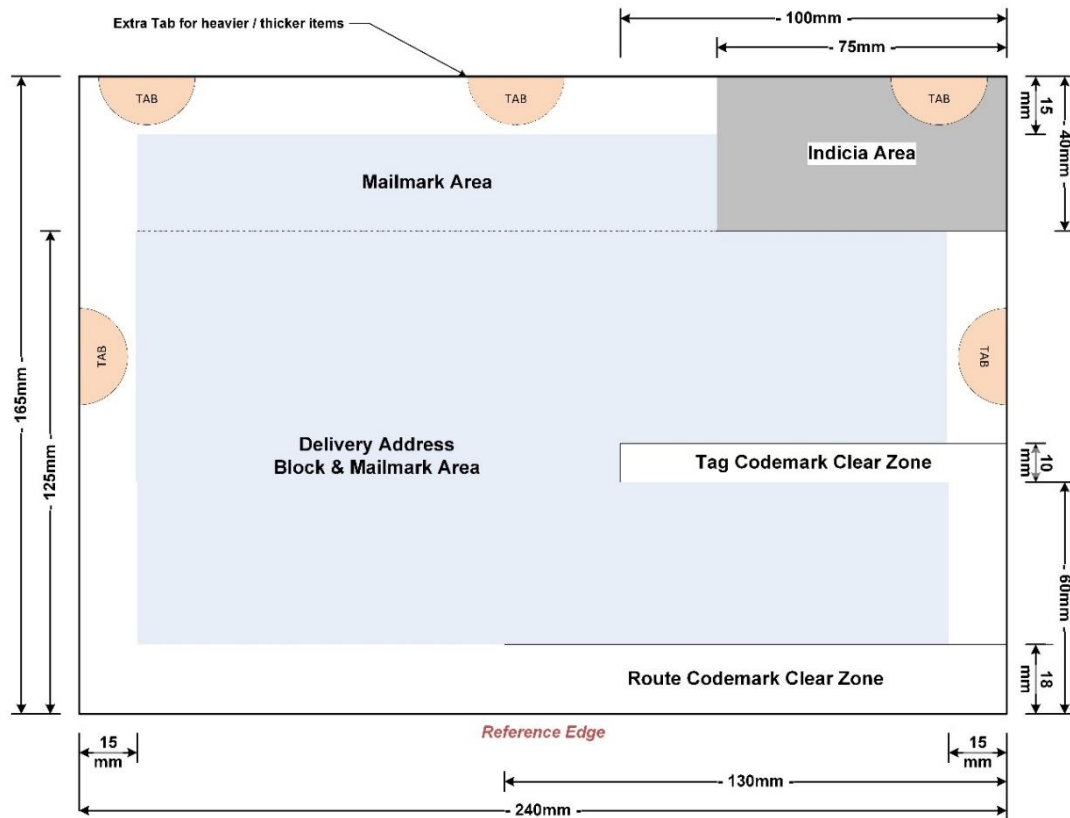 Extra Tab for heavier / thicker items
- 100mm -
- 75mm -
TAB
TAB
TAB
15
mm
- 40mm -
Indicia Area
Mailmark Area
- 165mm -
- 125mm -
TAB
TAB
Delivery Address
Block & Mailmark Area
Tag Codemark Clear Zone
10
mm
- 60mm -
Route Codemark Clear Zone
18
mm
Reference Edge
15
mm
15
mm
- 130mm -
- 240mm -